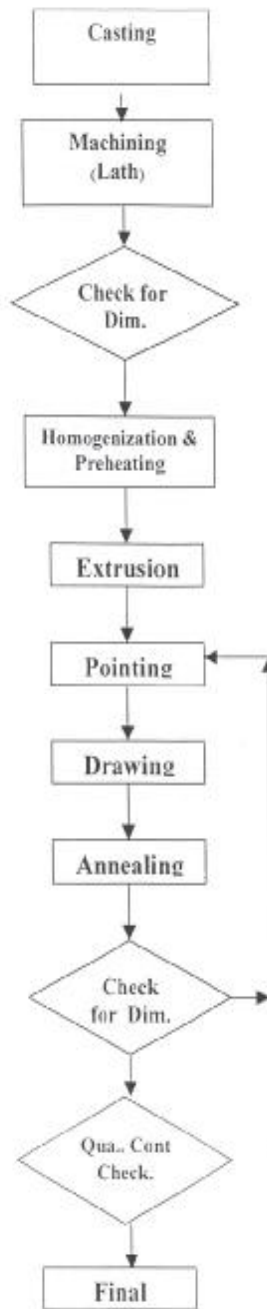 Casting
Machining
(Lath)
Check for
Dim.
Homogenization &
Preheating
Extrusion
Pointing
Drawing
Annealing
Check
for Dim.
Qua.. Cont
Check.
Final